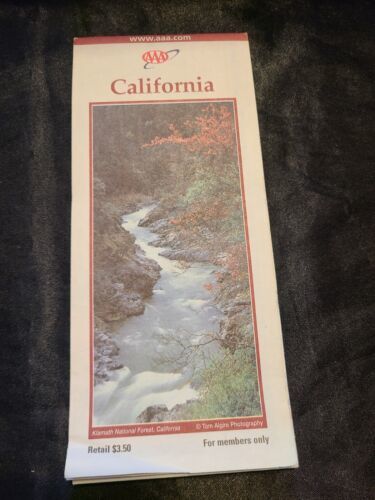 www.aaa.com
AAA
California
Klamath National Forest, California
© Tom Algire Photography
Retail $3.50
For members only